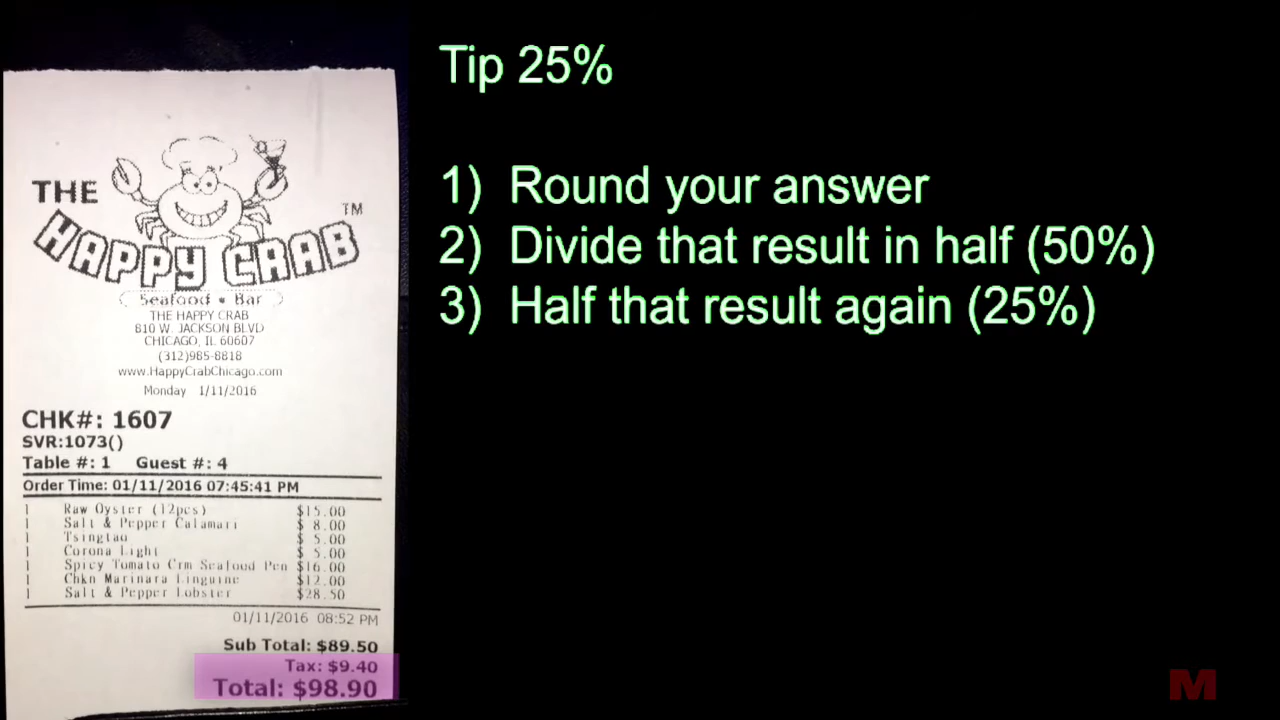 THE
HAPPY CRAB
TM
Seafood • Bar
THE HAPPY CRAB
810 W. JACKSON BLVD
CHICAGO, IL 60607
(312)985-8818
www.HappyCrabChicago.com
Monday 1/11/2016
CHK#: 1607
SVR:1073()
Table #: 1 Guest #: 4
Order Time: 01/11/2016 07:45:41 PM
1 Raw Oyster (12pcs) $15.00
1 Salt & Pepper Calamari $ 8.00
1 Tsingtao $ 5.00
1 Corona Light $ 5.00
1 Spicy Tomato Crm Seafood Pen $16.00
1 Chkn Marinara Linguine $12.00
1 Salt & Pepper Lobster $28.50
01/11/2016 08:52 PM
Sub Total: $89.50
Tax: $9.40
Total: $98.90
Tip 25%
1) Round your answer
2) Divide that result in half (50%)
3) Half that result again (25%)
M